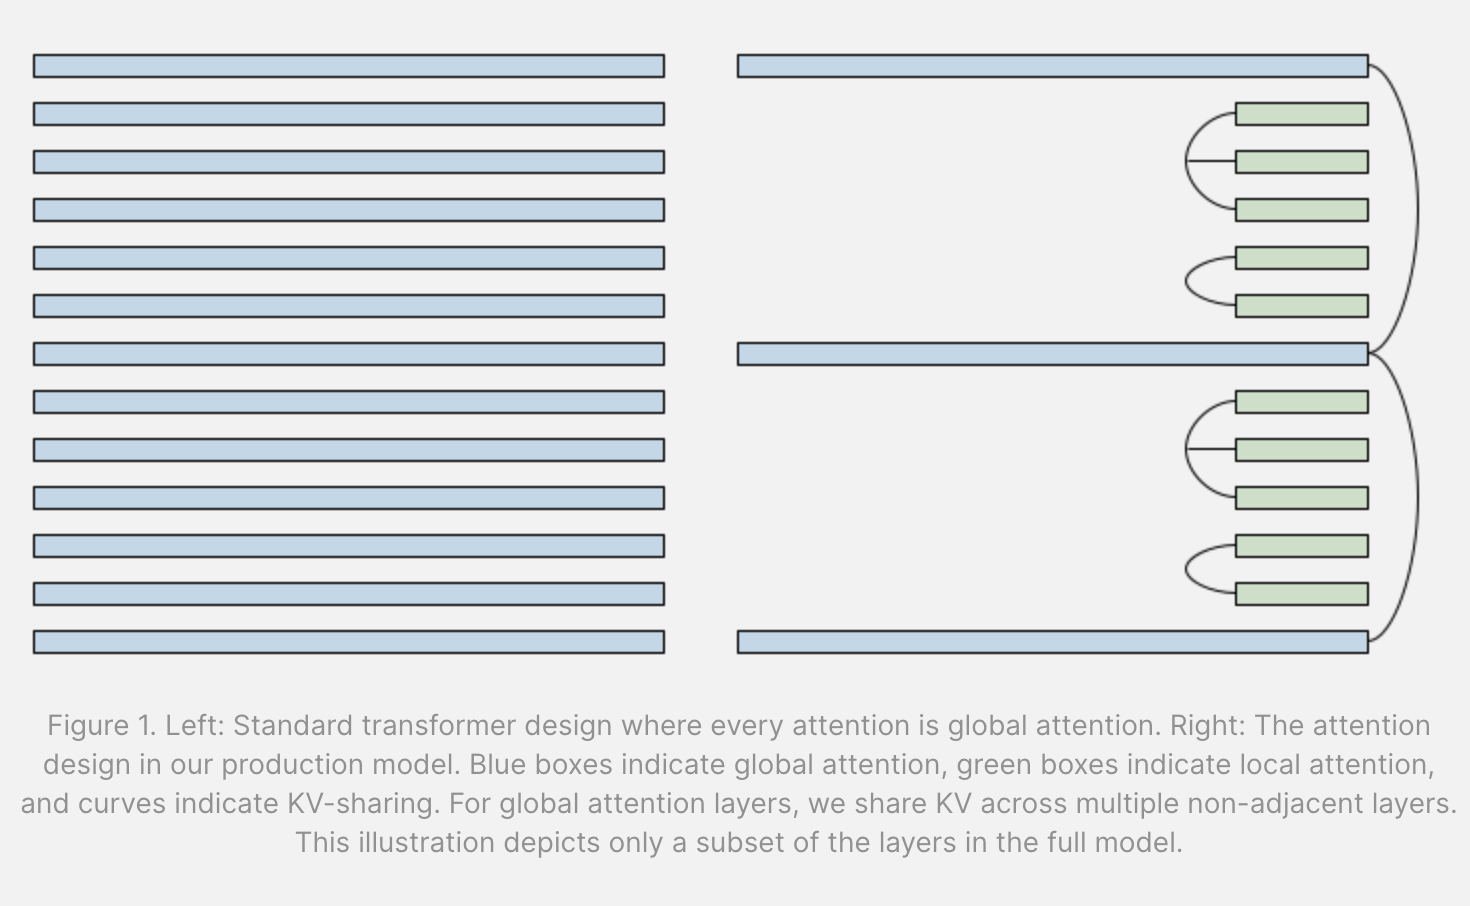 Figure 1. Left: Standard transformer design where every attention is global attention. Right: The attention
design in our production model. Blue boxes indicate global attention, green boxes indicate local attention,
and curves indicate KV-sharing. For global attention layers, we share KV across multiple non-adjacent layers.
This illustration depicts only a subset of the layers in the full model.